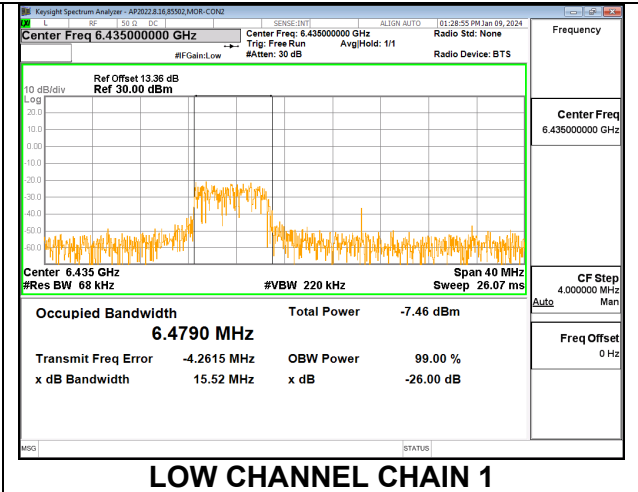 Keysight Spectrum Analyzer - AP2022.8.16,85502,MOR-CON2
L RF 50 Ω DC SENSE:INT ALIGN AUTO 01:28:55 PM Jan 09, 2024
Center Freq 6.435000000 GHz
Center Freq: 6.435000000 GHz
Radio Std: None
Trig: Free Run Avg|Hold: 1/1
#IFGain:Low #Atten: 30 dB Radio Device: BTS
Frequency
Ref Offset 13.36 dB
10 dB/div Ref 30.00 dBm
Log
20.0
10.0
0.00
-10.0
-20.0
-30.0
-40.0
-50.0
-60.0
Center Freq
6.435000000 GHz
Center 6.435 GHz Span 40 MHz
#Res BW 68 kHz #VBW 220 kHz Sweep 26.07 ms
CF Step
4.000000 MHz
Auto Man
Occupied Bandwidth Total Power -7.46 dBm
6.4790 MHz
Transmit Freq Error -4.2615 MHz OBW Power 99.00 %
x dB Bandwidth 15.52 MHz x dB -26.00 dB
Freq Offset
0 Hz
MSG STATUS
LOW CHANNEL CHAIN 1